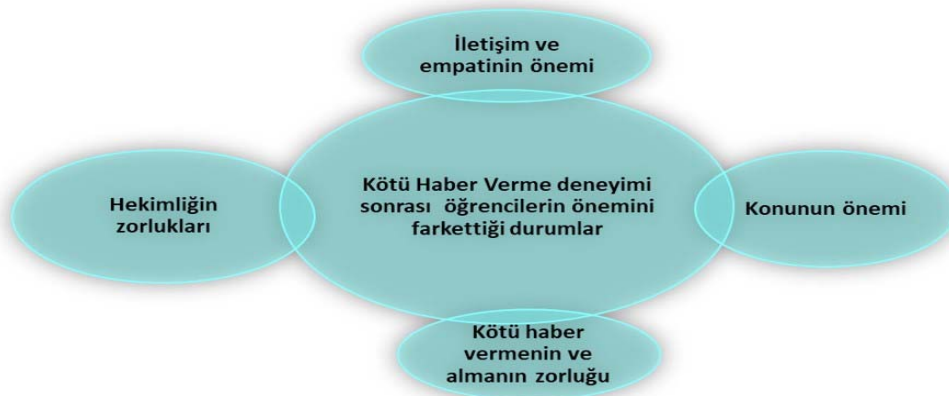 İletişim ve
empatinin önemi
Hekimliğin
zorlukları
Kötü Haber Verme deneyimi
sonrası öğrencilerin önemini
farkettiği durumlar
Konunun önemi
Kötü haber
vermenin ve
almanın zorluğu